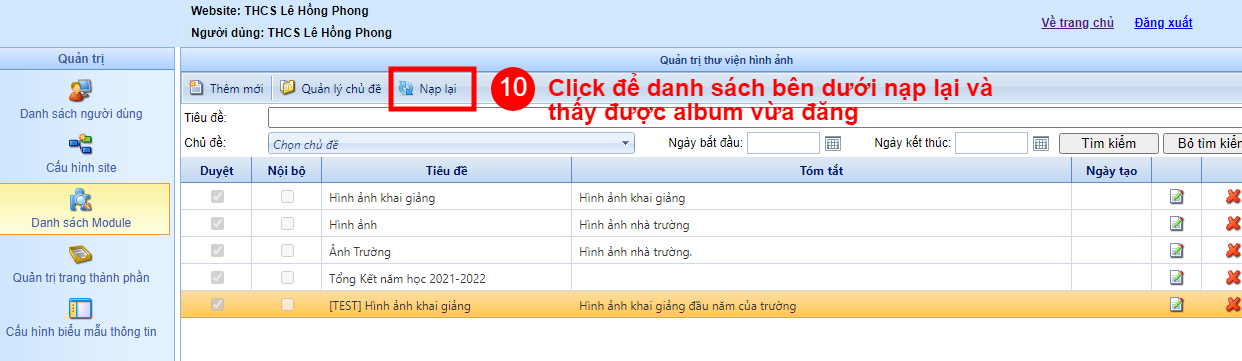 Website: THCS Lê Hồng Phong
Người dùng: THCS Lê Hồng Phong
Về trang chủ Đăng xuất
Quản trị
Quản trị thư viện hình ảnh
Thêm mới Quản lý chủ đề Nạp lại
10 Click để danh sách bên dưới nạp lại và
thấy được album vừa đăng
Tiêu đề:
Chủ đề: Chọn chủ đề Ngày bắt đầu: Ngày kết thúc: Tìm kiếm Bỏ tìm kiếm
Duyệt Nội bộ Tiêu đề Tóm tắt Ngày tạo
Hình ảnh khai giảng Hình ảnh khai giảng
Hình ảnh Hình ảnh nhà trường
Ảnh Trường Hình ảnh nhà trường.
Tổng Kết năm học 2021-2022
[TEST] Hình ảnh khai giảng Hình ảnh khai giảng đầu năm của trường
Danh sách người dùng
Cấu hình site
Danh sách Module
Quản trị trang thành phần
Cấu hình biểu mẫu thông tin